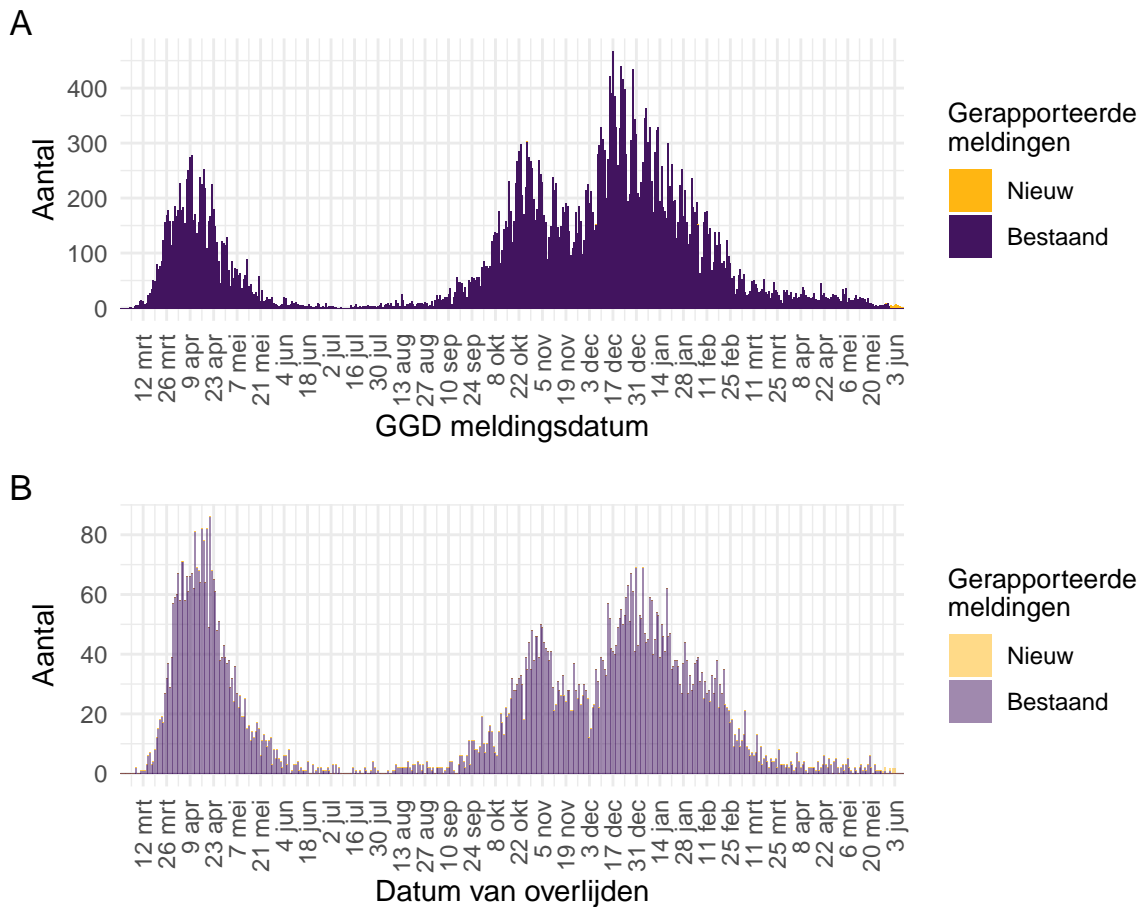 A
400
300
200
100
0
Aantal
12 mrt
26 mrt
9 apr
23 apr
7 mei
21 mei
4 jun
18 jun
2 jul
16 jul
30 jul
13 aug
27 aug
10 sep
24 sep
8 okt
22 okt
5 nov
19 nov
3 dec
17 dec
31 dec
14 jan
28 jan
11 feb
25 feb
11 mrt
25 mrt
8 apr
22 apr
6 mei
20 mei
3 jun
GGD meldingsdatum
Gerapporteerde
meldingen
Nieuw
Bestaand
B
80
60
40
20
0
Aantal
12 mrt
26 mrt
9 apr
23 apr
7 mei
21 mei
4 jun
18 jun
2 jul
16 jul
30 jul
13 aug
27 aug
10 sep
24 sep
8 okt
22 okt
5 nov
19 nov
3 dec
17 dec
31 dec
14 jan
28 jan
11 feb
25 feb
11 mrt
25 mrt
8 apr
22 apr
6 mei
20 mei
3 jun
Datum van overlijden
Gerapporteerde
meldingen
Nieuw
Bestaand